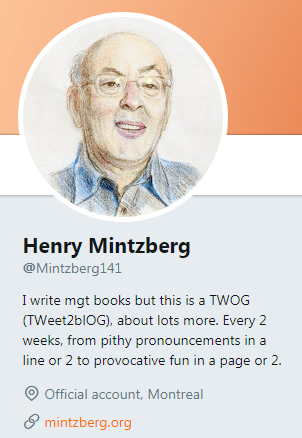 Henry Mintzberg
@Mintzberg141
I write mgt books but this is a TWOG
(TWeet2blOG), about lots more. Every 2
weeks, from pithy pronouncements in a
line or 2 to provocative fun in a page or 2.
Official account, Montreal
mintzberg.org